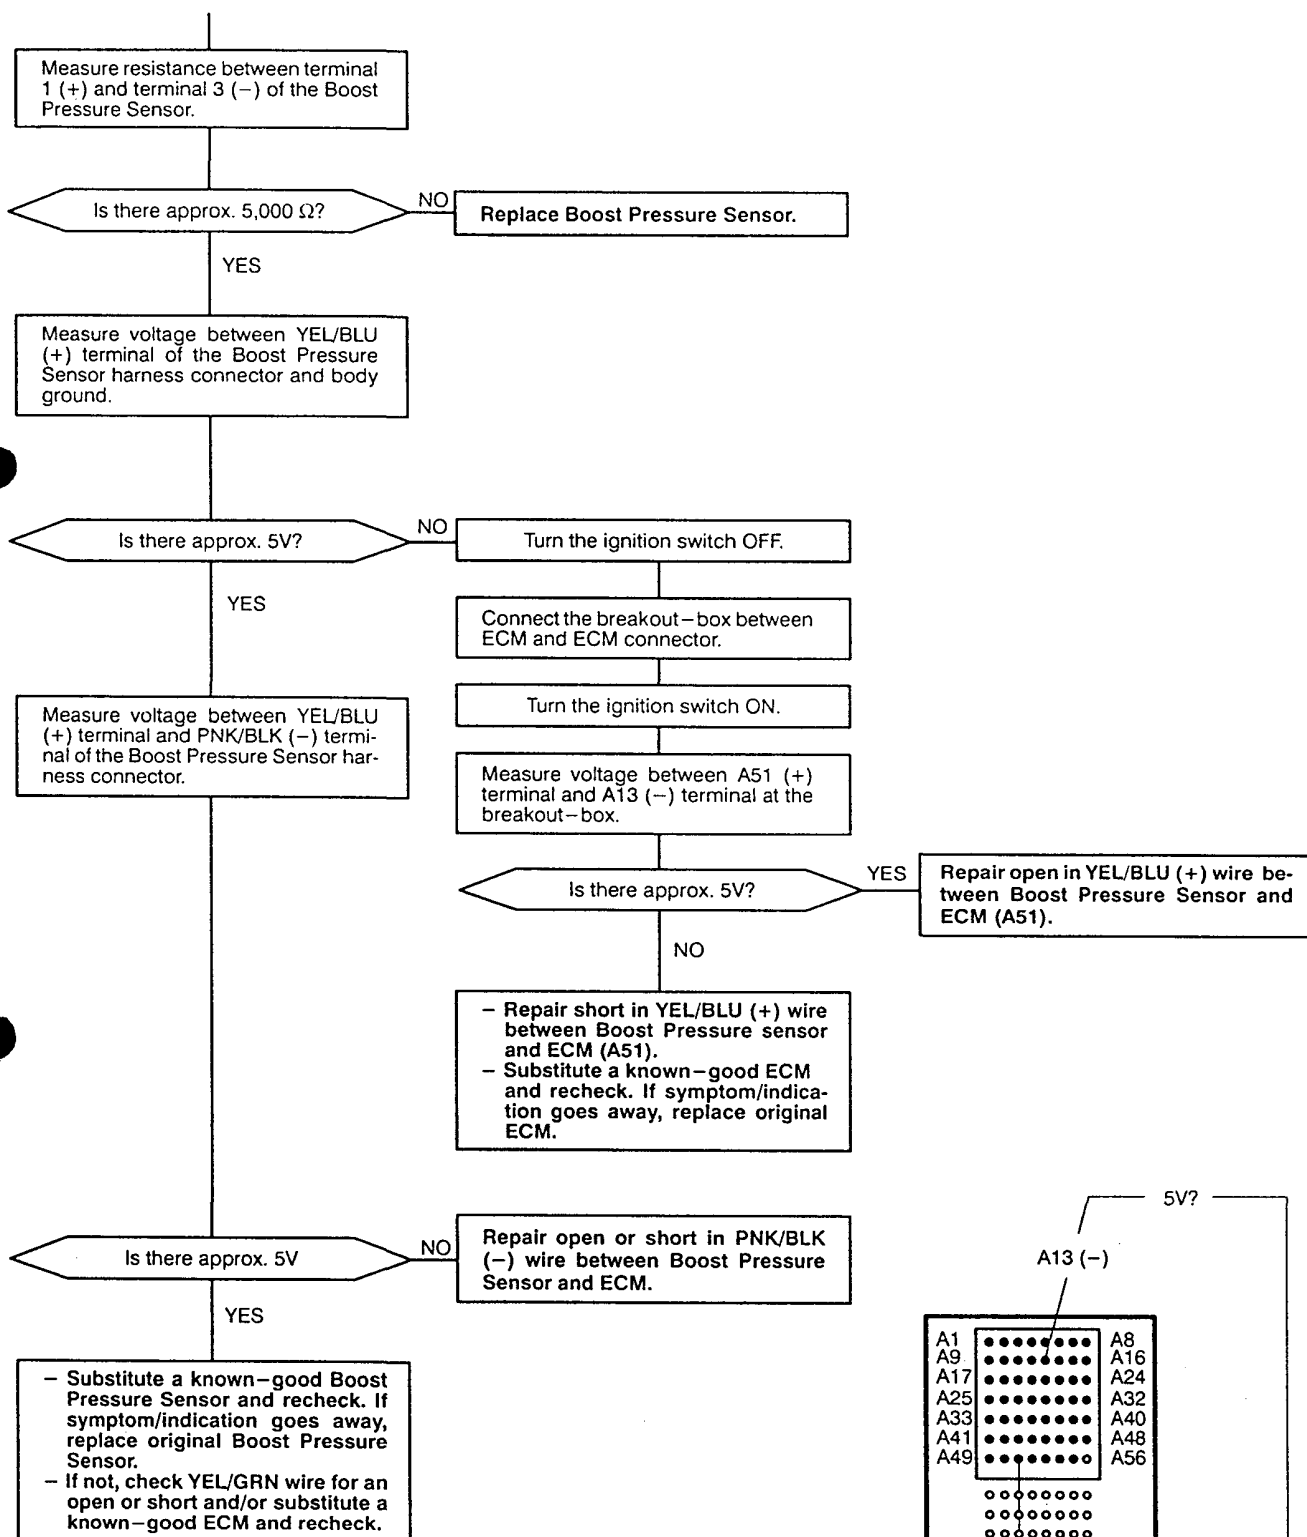 Measure resistance between terminal
1 (+) and terminal 3 (−) of the Boost
Pressure Sensor.
Is there approx. 5,000 Ω?
NO
Replace Boost Pressure Sensor.
YES
Measure voltage between YEL/BLU
(+) terminal of the Boost Pressure
Sensor harness connector and body
ground.
Is there approx. 5V?
NO
Turn the ignition switch OFF.
YES
Connect the breakout−box between
ECM and ECM connector.
Turn the ignition switch ON.
Measure voltage between YEL/BLU
(+) terminal and PNK/BLK (−) termi-
nal of the Boost Pressure Sensor har-
ness connector.
Measure voltage between A51 (+)
terminal and A13 (−) terminal at the
breakout−box.
Is there approx. 5V?
YES
Repair open in YEL/BLU (+) wire be-
tween Boost Pressure Sensor and
ECM (A51).
NO
− Repair short in YEL/BLU (+) wire
between Boost Pressure sensor
and ECM (A51).
− Substitute a known−good ECM
and recheck. If symptom/indica-
tion goes away, replace original
ECM.
Is there approx. 5V
NO
Repair open or short in PNK/BLK
(−) wire between Boost Pressure
Sensor and ECM.
YES
− Substitute a known−good Boost
Pressure Sensor and recheck. If
symptom/indication goes away,
replace original Boost Pressure
Sensor.
− If not, check YEL/GRN wire for an
open or short and/or substitute a
known−good ECM and recheck.
5V?
A13 (−)
A1 A8
A9 A16
A17 A24
A25 A32
A33 A40
A41 A48
A49 A56